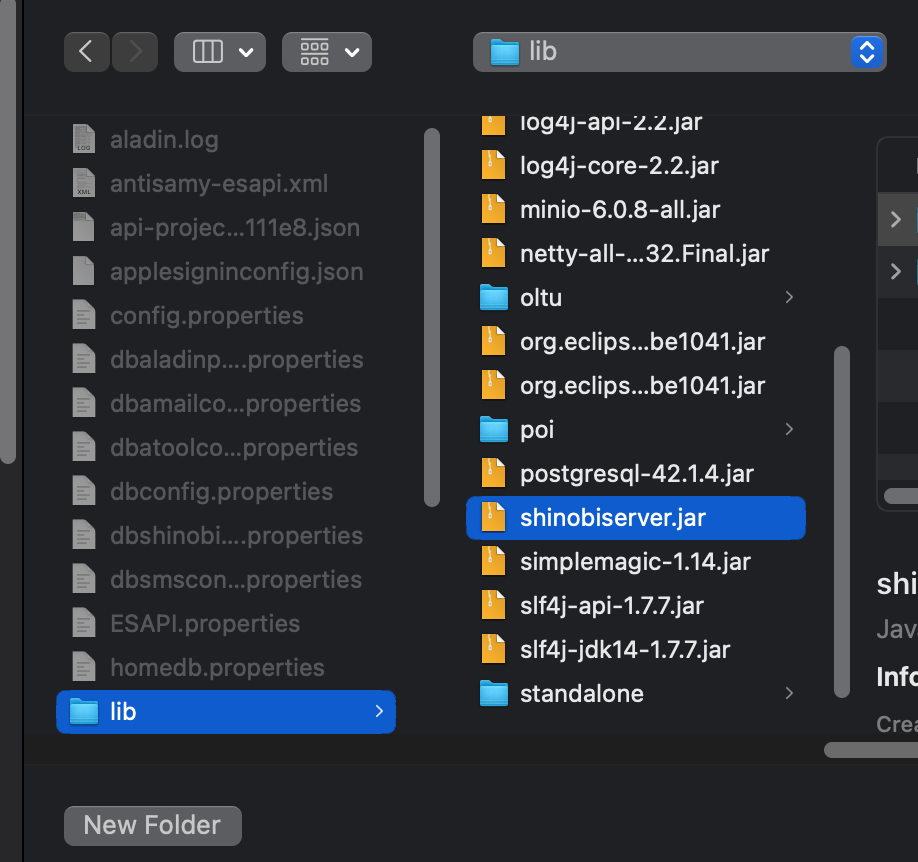 lib
aladin.log
antisamy-esapi.xml
api-projec...111e8.json
applesigninconfig.json
config.properties
dbaladinp....properties
dbamailco...properties
dbatoolco...properties
dbconfig.properties
dbshinobi....properties
dbsmscon...properties
ESAPI.properties
homedb.properties
lib
log4j-api-2.2.jar
log4j-core-2.2.jar
minio-6.0.8-all.jar
netty-all-...32.Final.jar
oltu
org.eclips...be1041.jar
org.eclips...be1041.jar
poi
postgresql-42.1.4.jar
shinobiserver.jar
simplemagic-1.14.jar
slf4j-api-1.7.7.jar
slf4j-jdk14-1.7.7.jar
standalone
shi
Jav
Info
Crea
New Folder